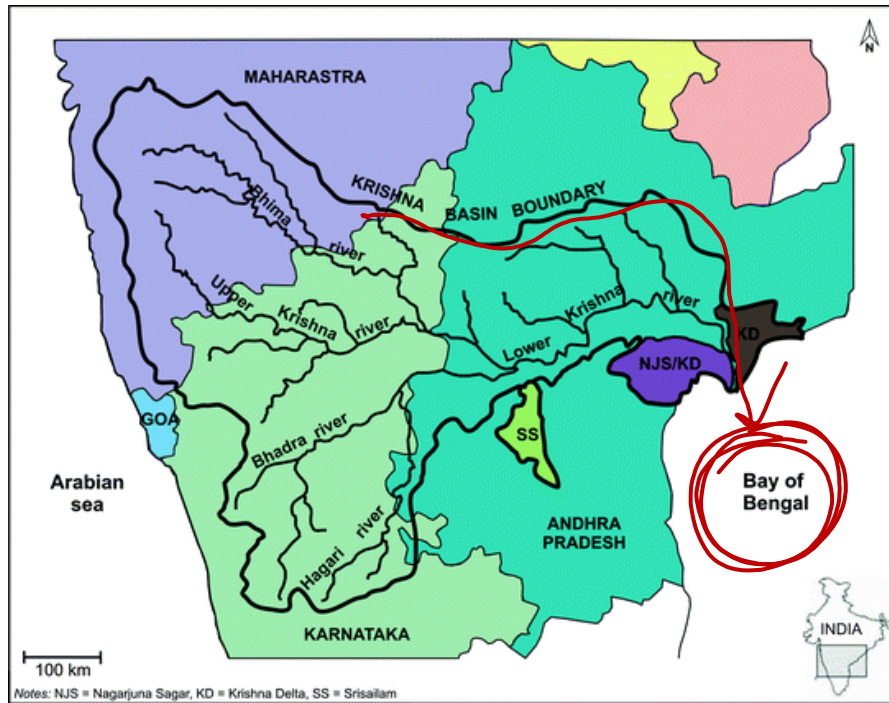 N
MAHARASTRA
KRISHNA BASIN BOUNDARY
Bhima river
Upper Krishna river
Krishna river
Lower
KD
NJS/KD
GOA
SS
Bhadra river
Arabian
sea
Bay of
Bengal
ANDHRA
PRADESH
Hagari river
KARNATAKA
INDIA
100 km
Notes: NJS = Nagarjuna Sagar, KD = Krishna Delta, SS = Srisailam